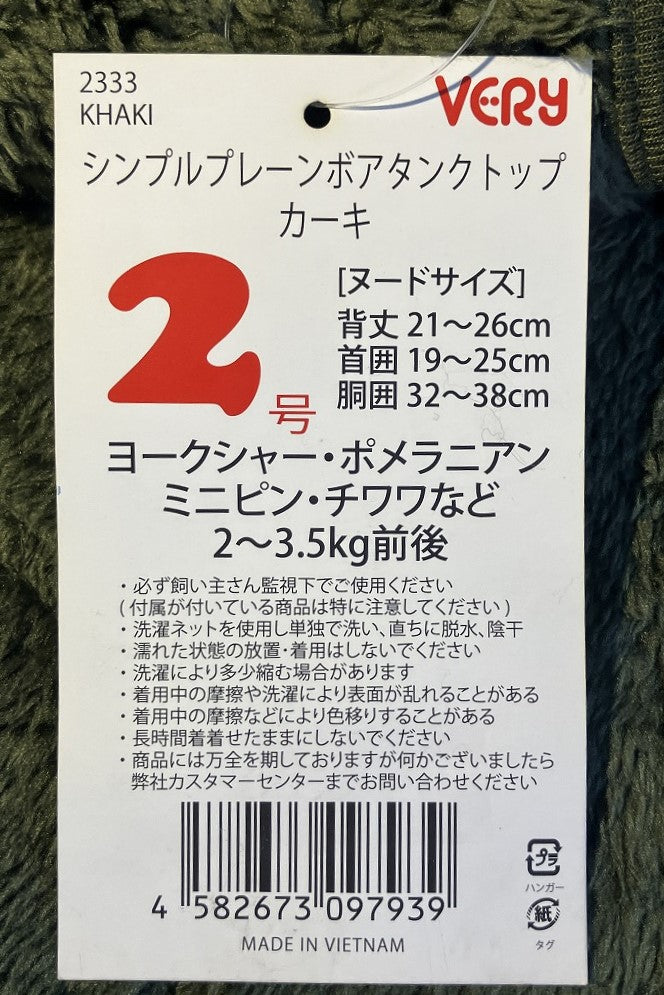 2333
KHAKI
VERY
シンプルプレーンボアタンクトップ
カーキ
2号
[ヌードサイズ]
背丈 21〜26cm
首囲 19〜25cm
胴囲 32〜38cm
ヨークシャー・ポメラニアン
ミニピン・チワワなど
2〜3.5kg前後
・必ず飼い主さん監視下でご使用ください
(付属が付いている商品は特に注意してください)
・洗濯ネットを使用し単独で洗い、直ちに脱水、陰干
・濡れた状態の放置・着用はしないでください
・洗濯により多少縮む場合があります
・着用中の摩擦や洗濯により表面が乱れることがある
・着用中の摩擦などにより色移りすることがある
・長時間着着せたままにしないでください
・商品には万全を期しておりますが何かございましたら
弊社カスタマーセンターまでお問い合わせください
プラ
ハンガー
紙
タグ
4 582673 097939
MADE IN VIETNAM